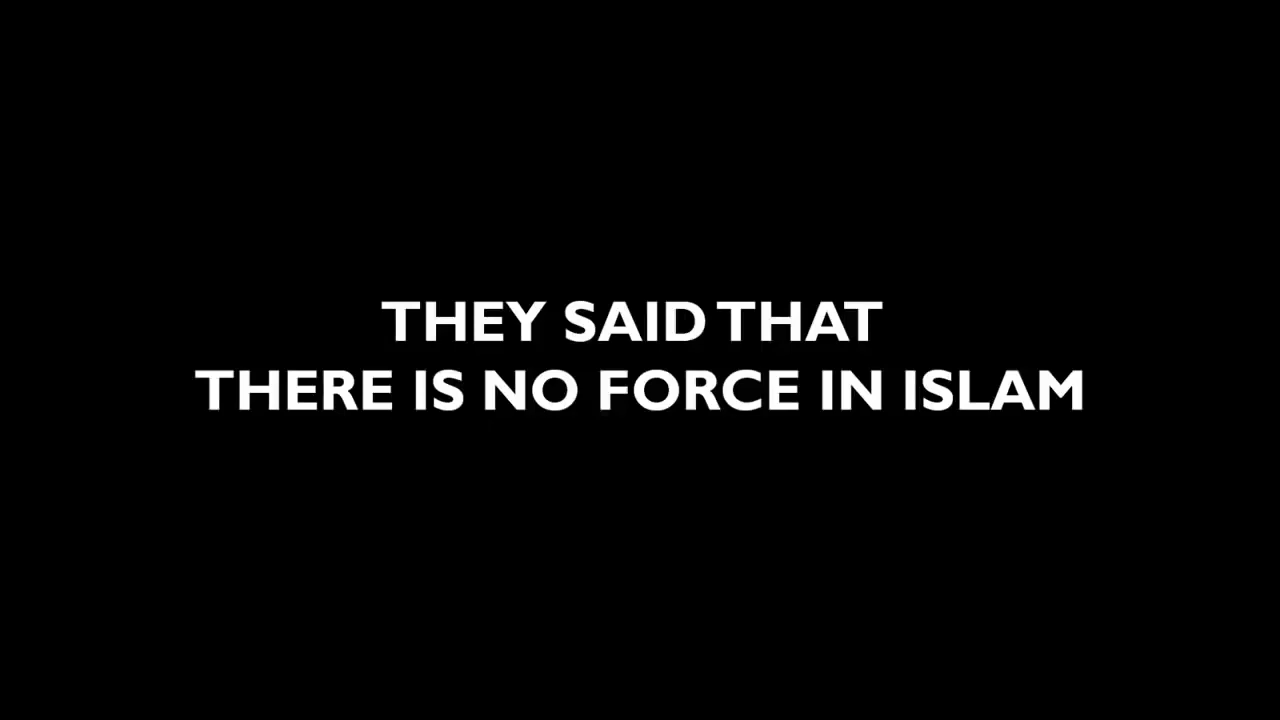 THEY SAID THAT
THERE IS NO FORCE IN ISLAM